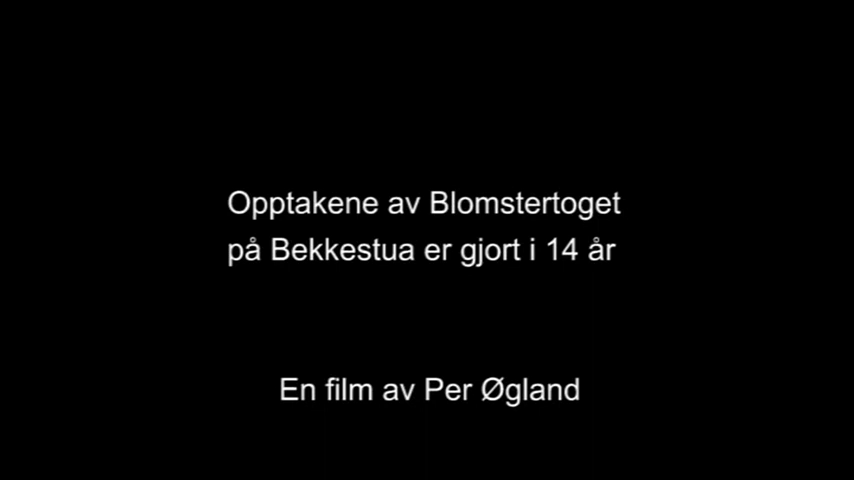 Opptakene av Blomstertoget
på Bekkestua er gjort i 14 år
En film av Per Øgland